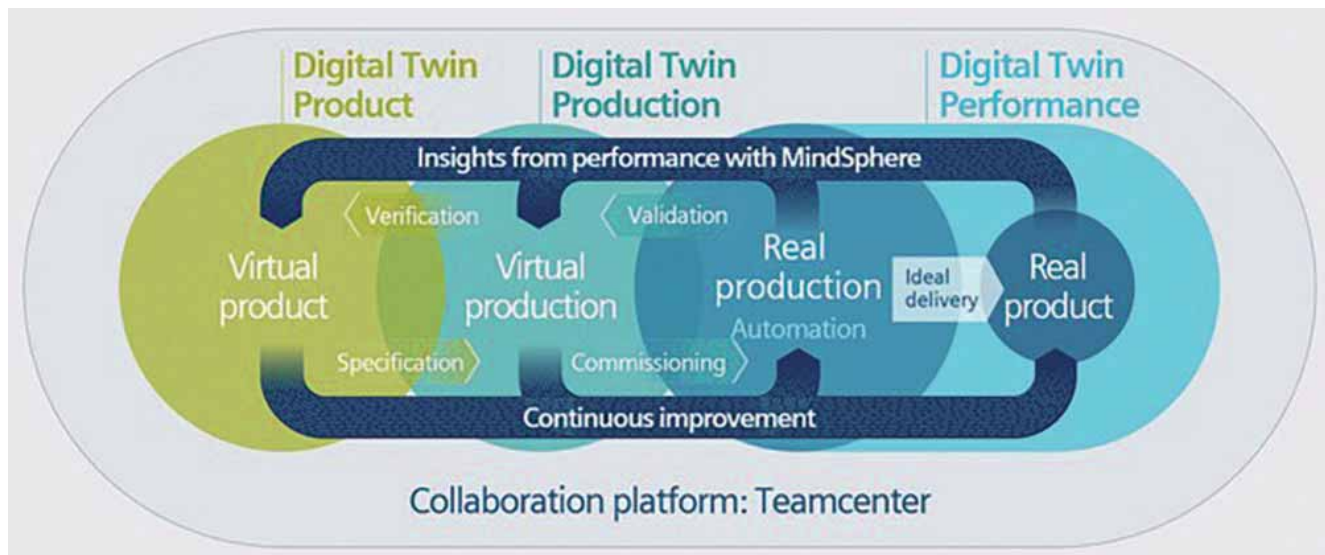 Digital Twin
Product
Digital Twin
Production
Digital Twin
Performance
Insights from performance with MindSphere
Verification
Validation
Virtual
product
Virtual
production
Real
production
Automation
Ideal
delivery
Real
product
Specification
Commissioning
Continuous improvement
Collaboration platform: Teamcenter